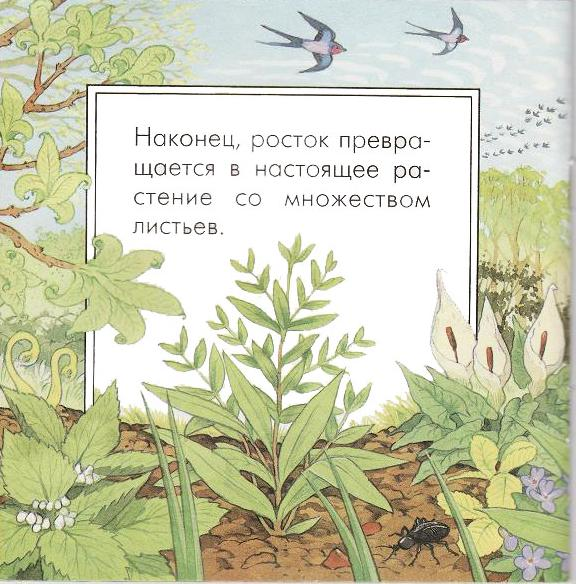 Наконец, росток превра-
щается в настоящее ра-
стение со множеством
листьев.